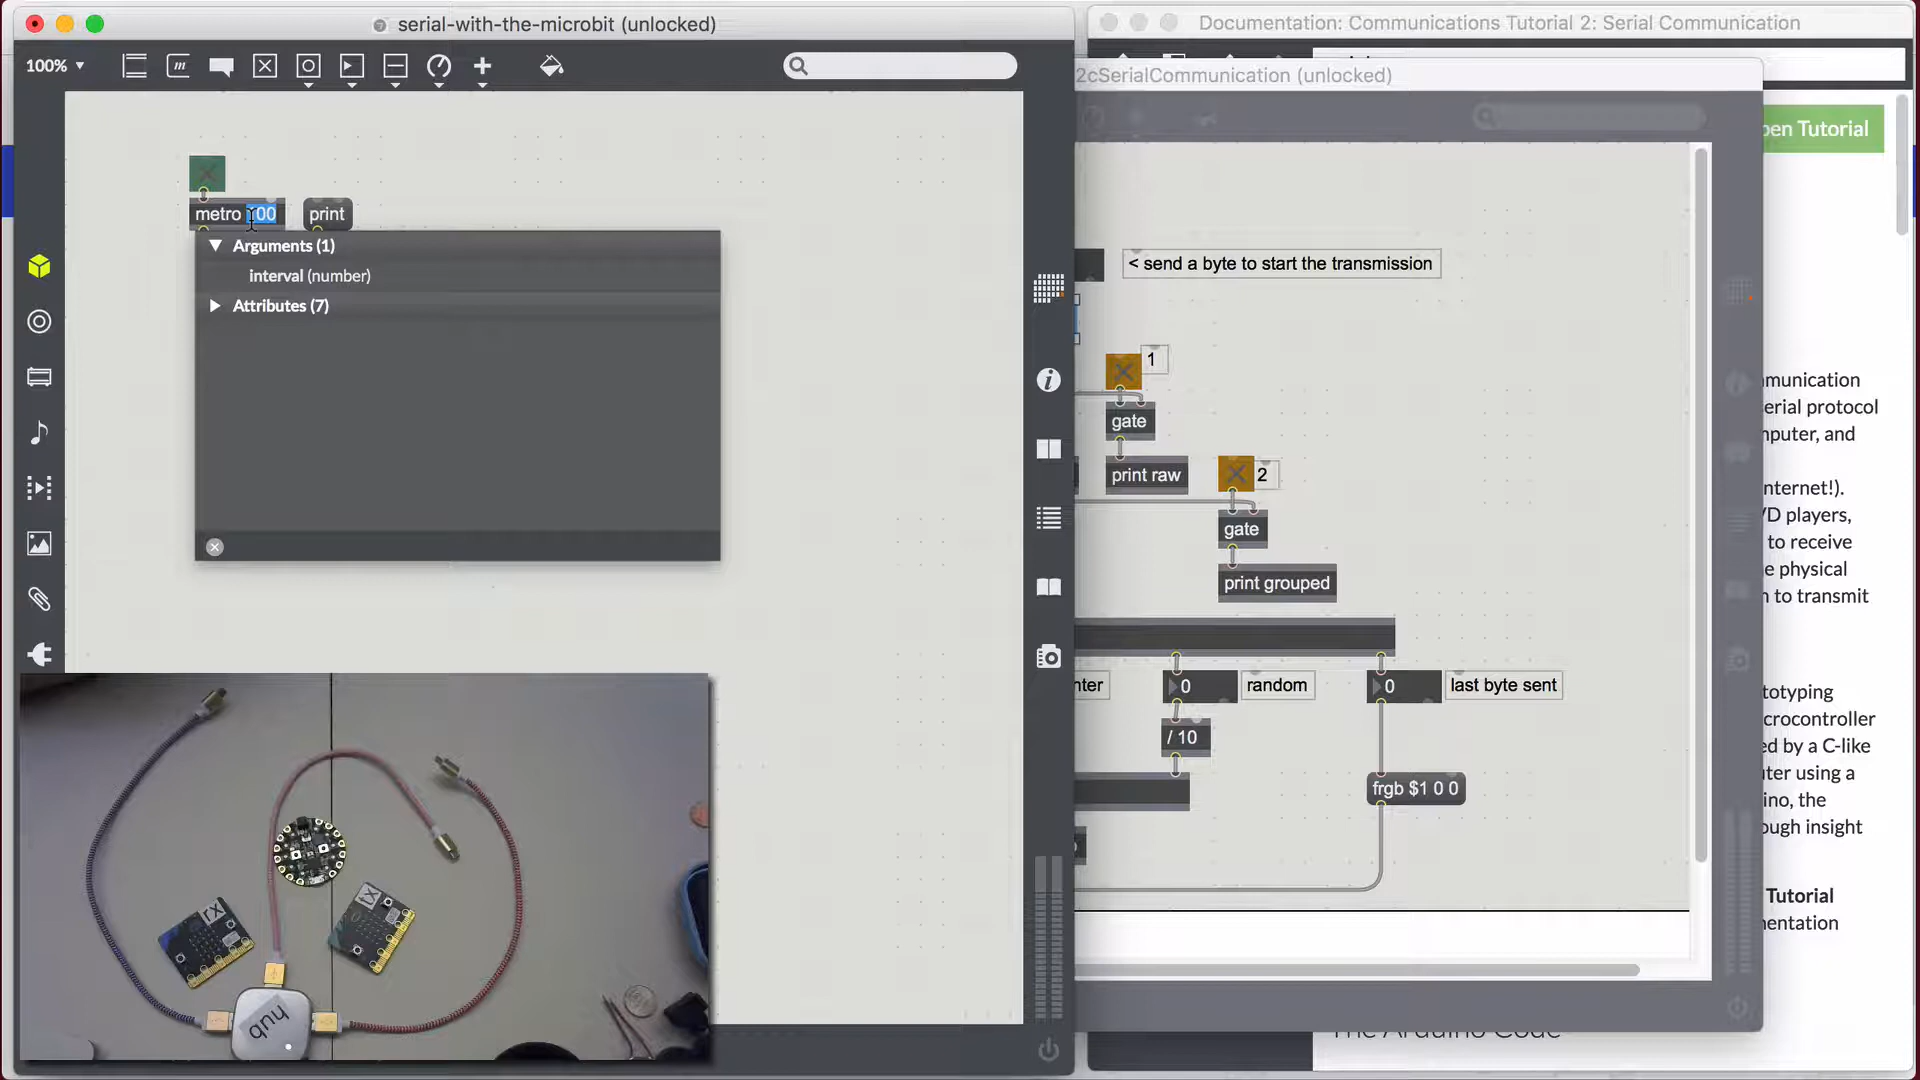 serial-with-the-microbit (unlocked)
Documentation: Communications Tutorial 2: Serial Communication
100%
m
2cSerialCommunication (unlocked)
pen Tutorial
metro 00
print
Arguments (1)
interval (number)
Attributes (7)
< send a byte to start the transmission
1
gate
print raw
2
gate
print grouped
munication
erial protocol
nputer, and
nternet!).
/D players,
to receive
e physical
n to transmit
nter
0
random
0
last byte sent
/ 10
frgb $1 0 0
totyping
crocontroller
ed by a C-like
uter using a
ino, the
ough insight
Tutorial
nentation
The Arduino Code
rx
tx
hub